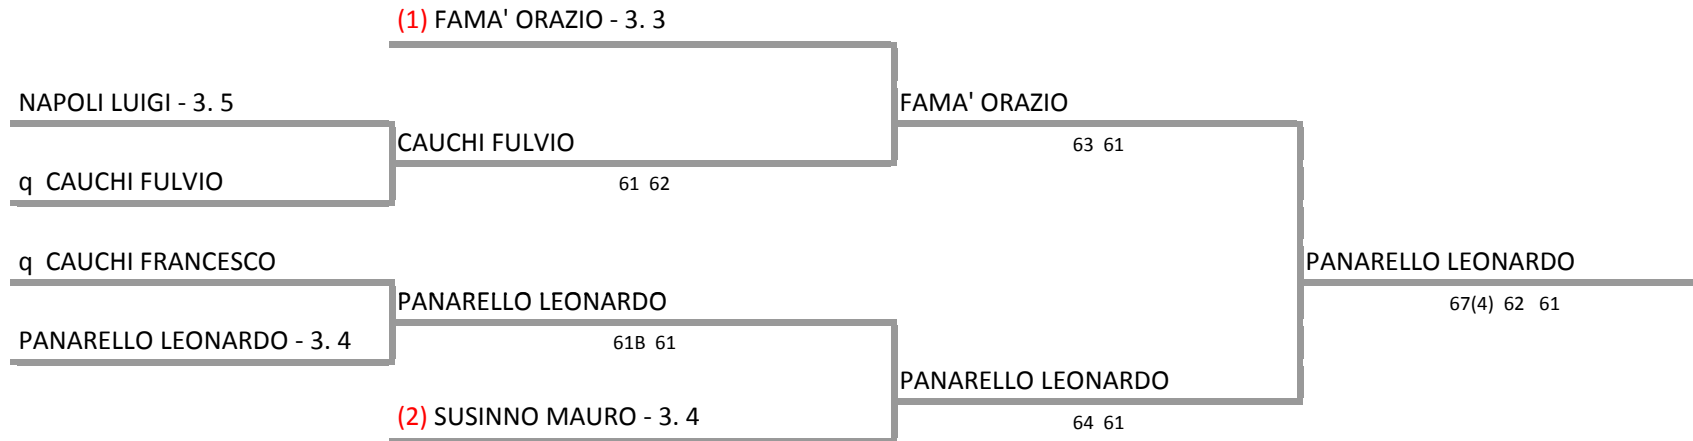 (1) FAMA' ORAZIO - 3. 3
NAPOLI LUIGI - 3. 5
FAMA' ORAZIO
CAUCHI FULVIO
63 61
q CAUCHI FULVIO
61 62
q CAUCHI FRANCESCO
PANARELLO LEONARDO
PANARELLO LEONARDO
67(4) 62 61
PANARELLO LEONARDO - 3. 4
61B 61
PANARELLO LEONARDO
(2) SUSINNO MAURO - 3. 4
64 61